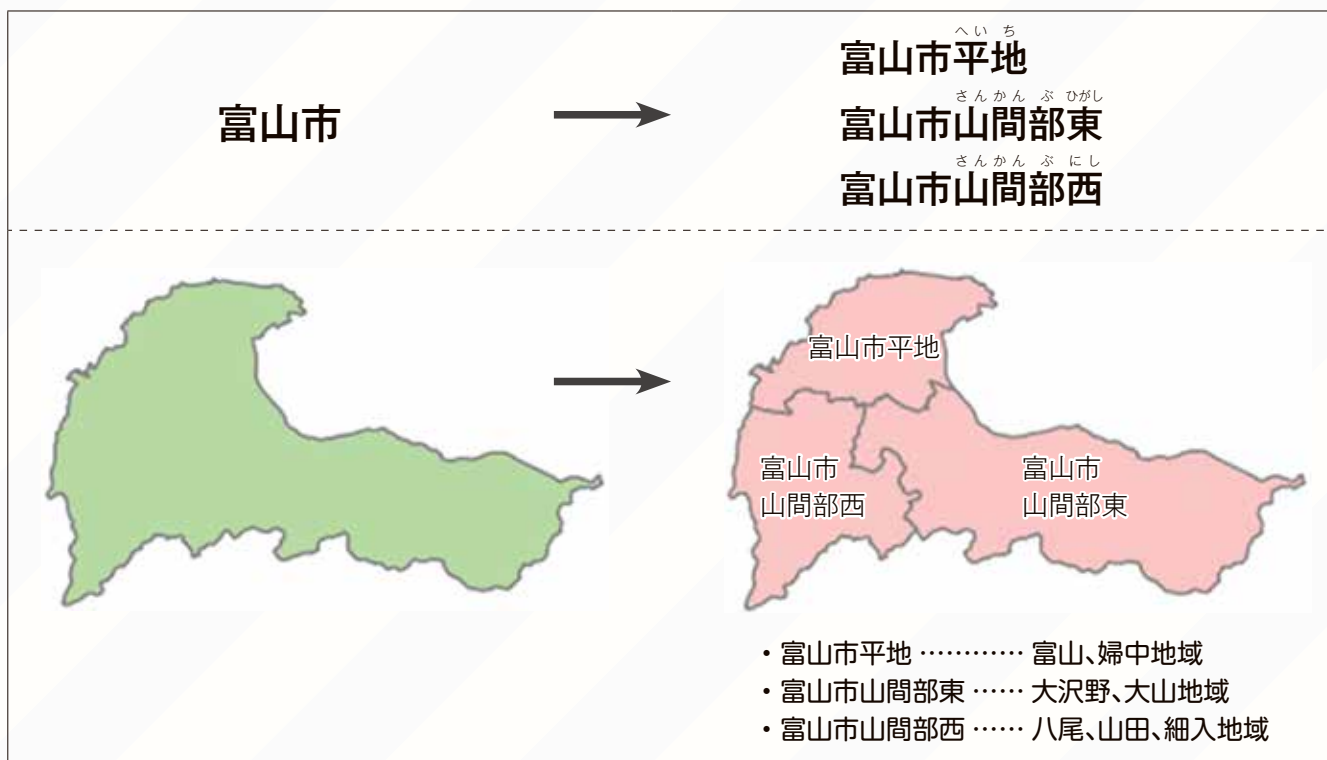 富山市
へいち
富山市平地
さんかんぶひがし
富山市山間部東
さんかんぶにし
富山市山間部西
富山市平地
富山市
山間部西
富山市
山間部東
・富山市平地 ………… 富山、婦中地域
・富山市山間部東 …… 大沢野、大山地域
・富山市山間部西 …… 八尾、山田、細入地域